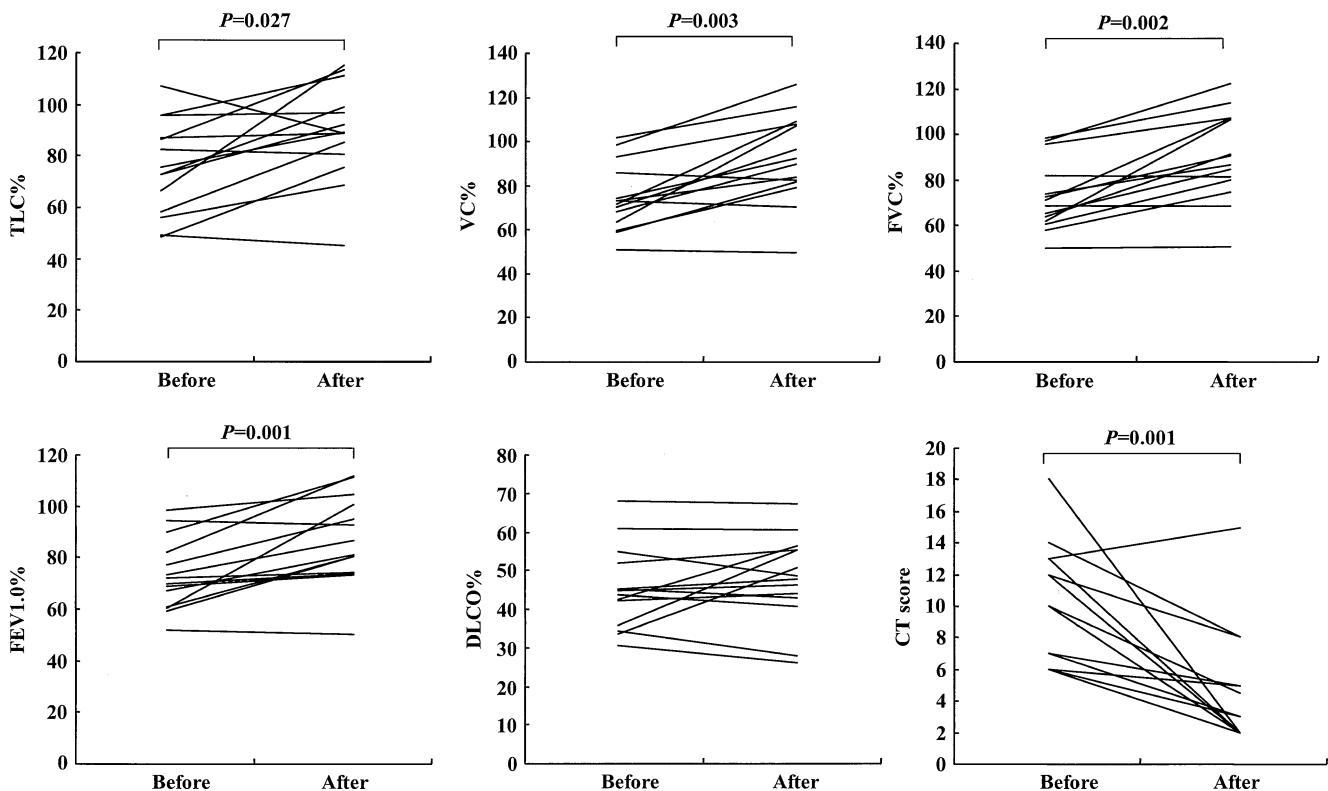 P=0.027
TLC%
120
100
80
60
40
20
0
Before After
P=0.003
VC%
140
120
100
80
60
40
20
0
Before After
P=0.002
FVC%
140
120
100
80
60
40
20
0
Before After
P=0.001
FEV1.0%
120
100
80
60
40
20
0
Before After
DLCO%
80
70
60
50
40
30
20
10
0
Before After
P=0.001
CT score
20
18
16
14
12
10
8
6
4
2
0
Before After